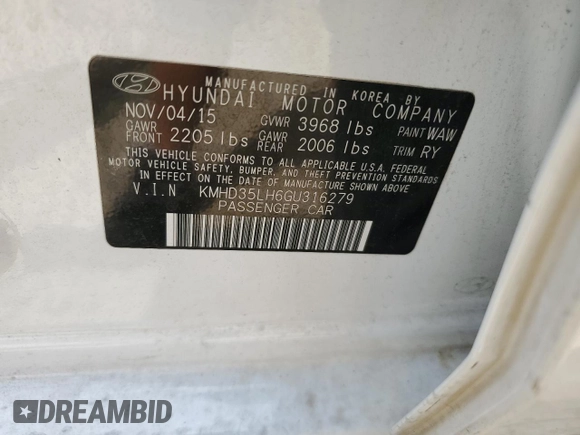 MANUFACTURED IN KOREA BY
HYUNDAI MOTOR COMPANY
NOV/04/15 GVWR 3968 lbs PAINT WAW
GAWR FRONT 2205 lbs GAWR REAR 2006 lbs TRIM RY
THIS VEHICLE CONFORMS TO ALL APPLICABLE U.S.A. FEDERAL
MOTOR VEHICLE SAFETY, BUMPER, AND THEFT PREVENTION STANDARDS
IN EFFECT ON THE DATE OF MANUFACTURE SHOWN ABOVE.
V.I.N KMHD35LH6GU316279
PASSENGER CAR
DREAMBID